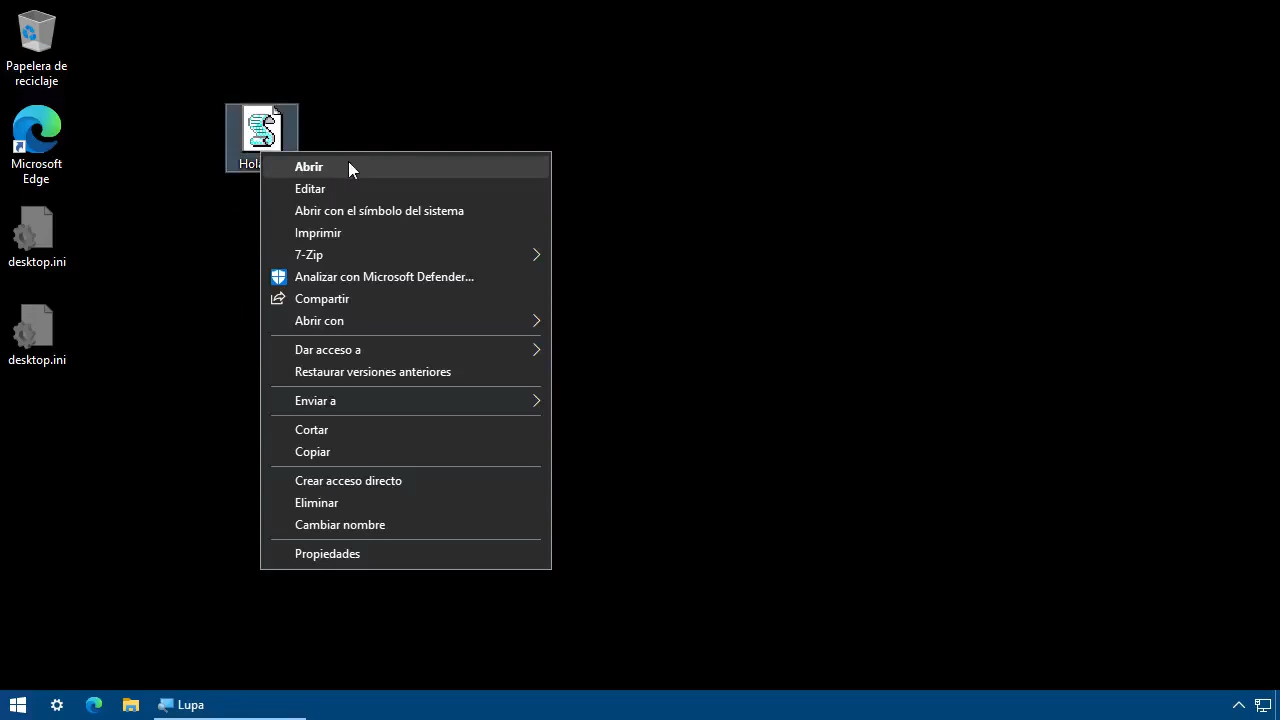 Papelera de
reciclaje
Microsoft
Edge
desktop.ini
desktop.ini
Abrir
Editar
Abrir con el símbolo del sistema
Imprimir
7-Zip
Analizar con Microsoft Defender...
Compartir
Abrir con
Dar acceso a
Restaurar versiones anteriores
Enviar a
Cortar
Copiar
Crear acceso directo
Eliminar
Cambiar nombre
Propiedades
Lupa